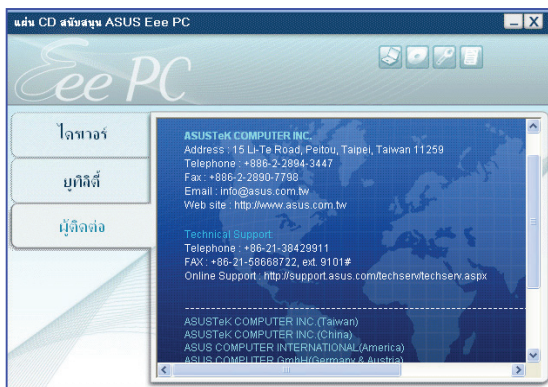 แผ่น CD สนับสนุน ASUS Eee PC
Eee PC
ไดรเวอร์
ยูทิลิตี้
ผู้ติดต่อ
ASUSTeK COMPUTER INC.
Address : 15 Li-Te Road, Peitou, Taipei, Taiwan 11259
Telephone : +886-2-2894-3447
Fax : +886-2-2890-7798
Email : info@asus.com.tw
Web site : http://www.asus.com.tw
Technical Support
Telephone : +86-21-38429911
FAX : +86-21-58668722, ext. 9101#
Online Support : http://support.asus.com/techserv/techserv.aspx
ASUSTeK COMPUTER INC.(Taiwan)
ASUSTeK COMPUTER INC.(China)
ASUS COMPUTER INTERNATIONAL(America)
ASUS COMPUTER GmbH(Germany & Austria)